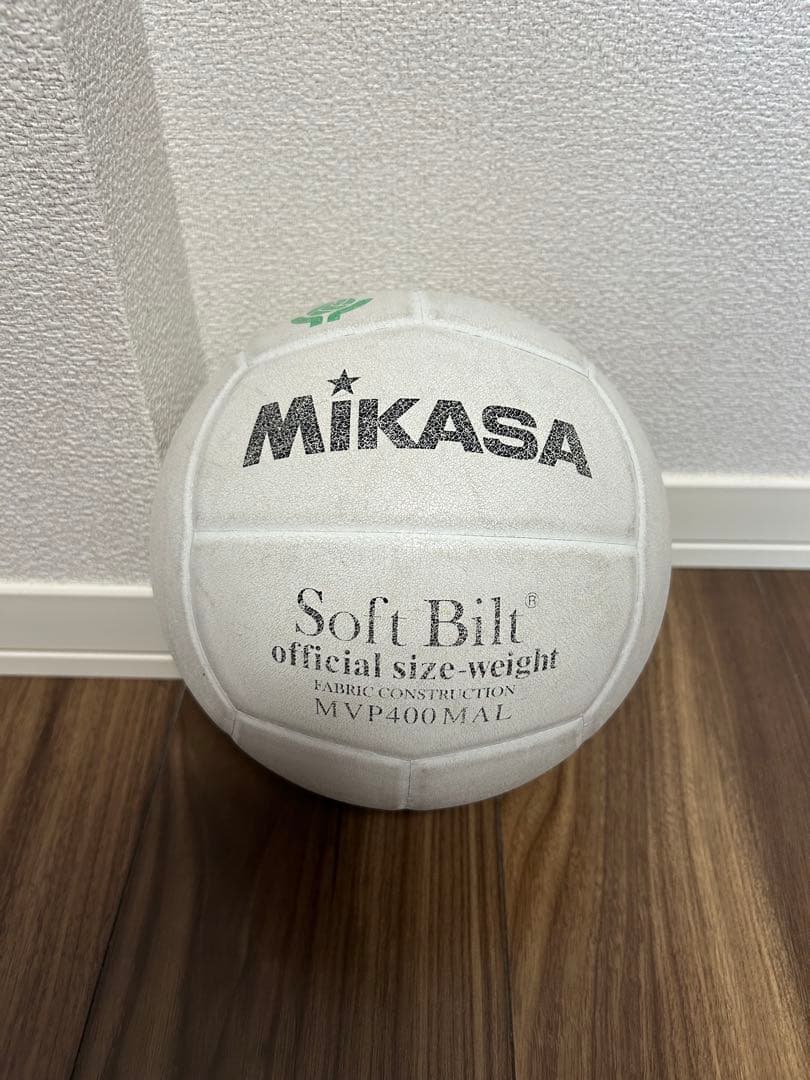 MIKASA
Soft Bilt®
official size-weight
FABRIC CONSTRUCTION
MVP400MAL